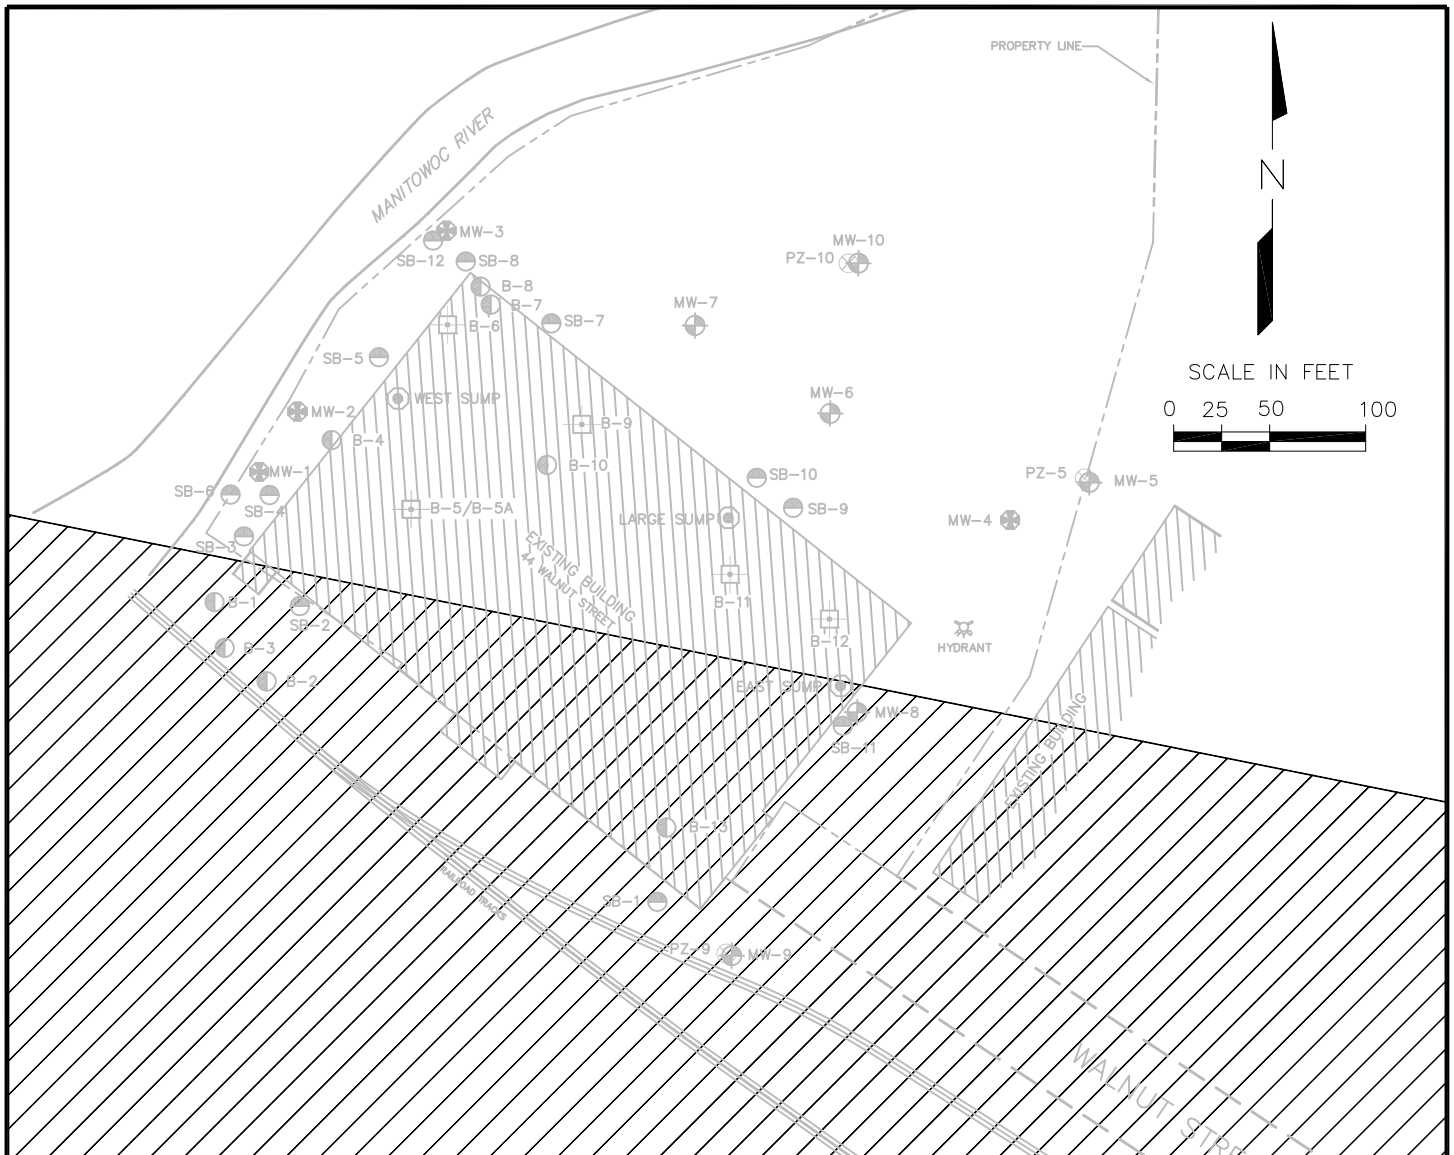 PROPERTY LINE
MANITOWOC RIVER
N
SCALE IN FEET
0 25 50 100
MW-3
SB-12
SB-8
B-8
B-7
B-6
SB-7
MW-7
MW-10
PZ-10
SB-5
WEST SUMP
MW-2
B-4
B-9
MW-6
B-10
MW-1
SB-6
SB-4
SB-3
B-5/B-5A
SB-10
SB-9
LARGE SUMP
PZ-5
MW-5
MW-4
EXISTING BUILDING
44 WALNUT STREET
B-11
B-12
HYDRANT
B-1
SB-2
B-3
B-2
EAST SUMP
MW-8
SB-11
EXISTING BUILDING
B-13
RAILROAD TRACKS
SB-1
PZ-9
MW-9
WALNUT STRE